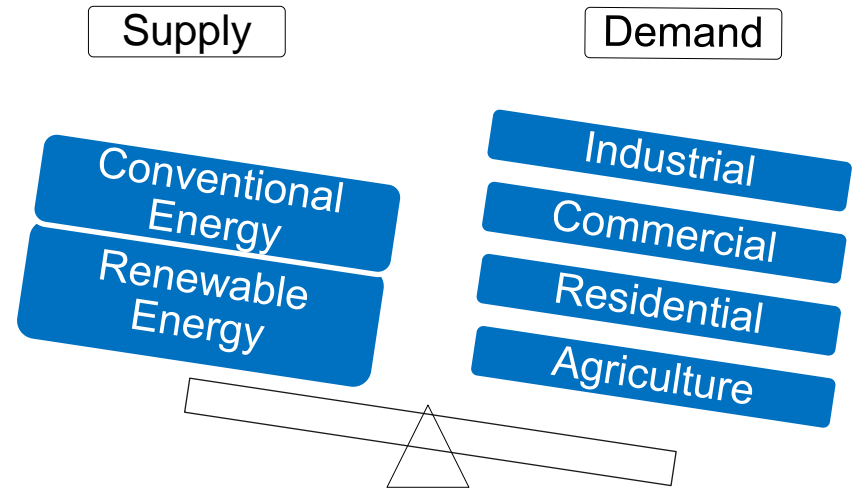 Supply
Demand
Conventional
Energy
Renewable
Energy
Industrial
Commercial
Residential
Agriculture